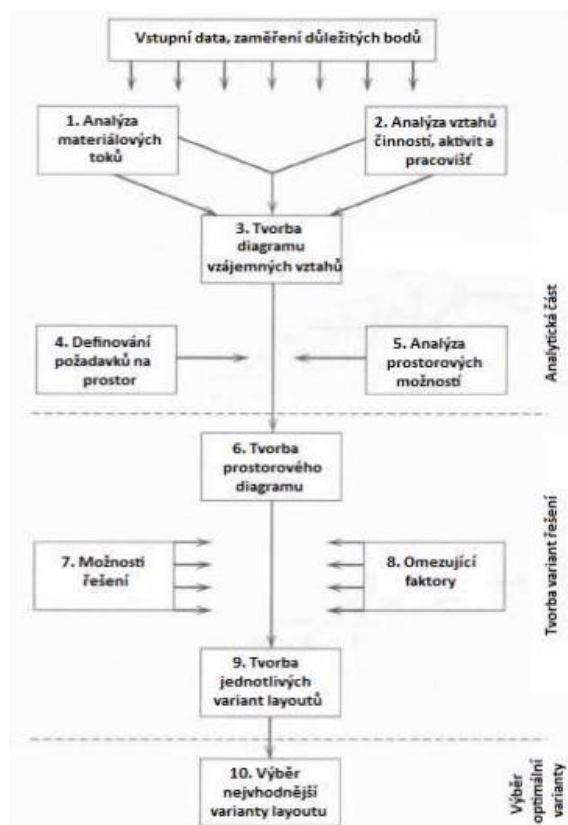 Vstupní data, zaměření důležitých bodů
1. Analýza
materiálových
toků
2. Analýza vztahů
činností, aktivit a
pracovišť
3. Tvorba
diagramu
vzájemných vztahů
4. Definování
požadavků na
prostor
5. Analýza
prostorových
možností
Analytická část
6. Tvorba
prostorového
diagramu
7. Možnosti
řešení
8. Omezující
faktory
Tvorba variant řešení
9. Tvorba
jednotlivých
variant layoutů
10. Výběr
nejvhodnější
varianty layoutu
Výběr
optimální
varianty